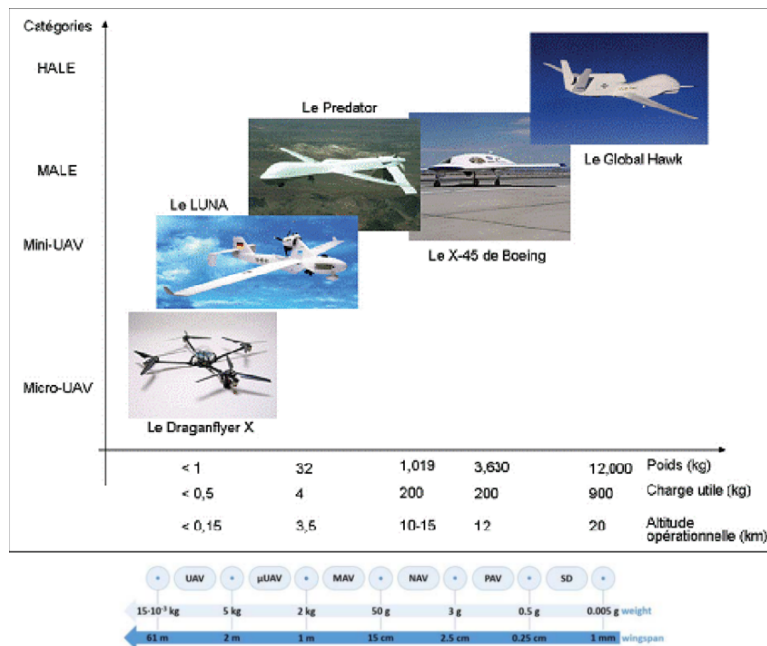 Catégories
HALE
Le Predator
Le Global Hawk
MALE
Le LUNA
Mini-UAV
Le X-45 de Boeing
Micro-UAV
Le Draganflyer X
< 1 32 1,019 3,630 12,000 Poids (kg)
< 0,5 4 200 200 900 Charge utile (kg)
< 0,15 3,5 10-15 12 20 Altitude
opérationnelle (km)
UAV µUAV MAV NAV PAV SD
15·10⁻³ kg 5 kg 2 kg 50 g 3 g 0.5 g 0.005 g weight
61 m 2 m 1 m 15 cm 2.5 cm 0.25 cm 1 mm wingspan